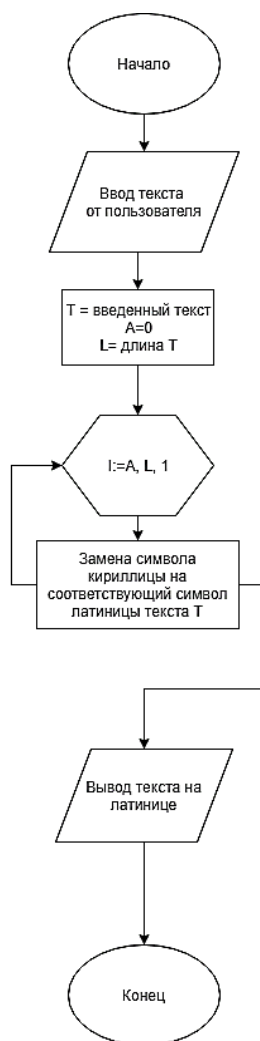 Начало
Ввод текста
от пользователя
T = введенный текст
A=0
L= длина T
I:=A, L, 1
Замена символа
кириллицы на
соответствующий символ
латиницы текста T
Вывод текста на
латинице
Конец